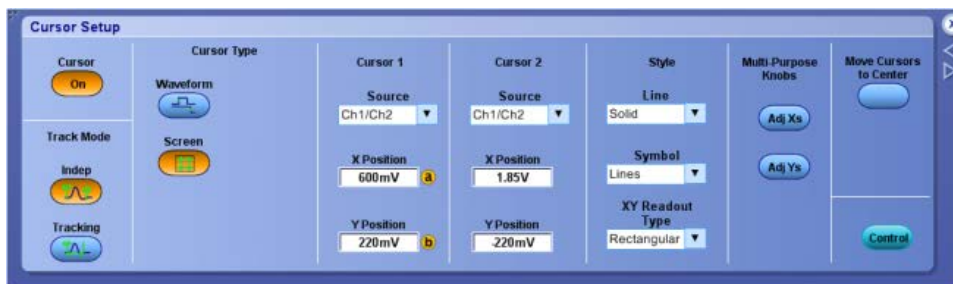 Cursor Setup
Cursor
On
Track Mode
Indep
Tracking
Cursor Type
Waveform
Screen
Cursor 1
Source
Ch1/Ch2
X Position
600mV a
Y Position
220mV b
Cursor 2
Source
Ch1/Ch2
X Position
1.85V
Y Position
-220mV
Style
Line
Solid
Symbol
Lines
XY Readout
Type
Rectangular
Multi-Purpose
Knobs
Adj Xs
Adj Ys
Move Cursors
to Center
Control